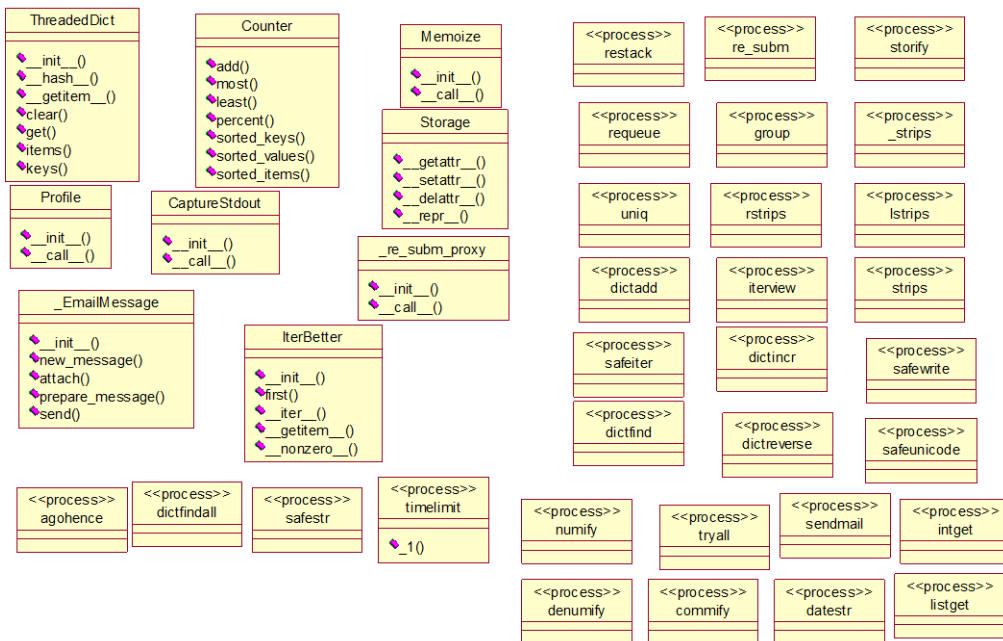 ThreadedDict
__init__()
__hash__()
__getitem__()
clear()
get()
items()
keys()
Counter
add()
most()
least()
percent()
sorted_keys()
sorted_values()
sorted_items()
Memoize
__init__()
__call__()
Storage
__getattr__()
__setattr__()
__delattr__()
__repr__()
Profile
__init__()
__call__()
CaptureStdout
__init__()
__call__()
_re_subm_proxy
__init__()
__call__()
_EmailMessage
__init__()
new_message()
attach()
prepare_message()
send()
IterBetter
__init__()
first()
__iter__()
__getitem__()
__nonzero__()
<<process>>
agohence
<<process>>
dictfindall
<<process>>
safestr
<<process>>
timelimit
_1()
<<process>>
restack
<<process>>
re_subm
<<process>>
storify
<<process>>
requeue
<<process>>
group
<<process>>
_strips
<<process>>
uniq
<<process>>
rstrips
<<process>>
lstrips
<<process>>
dictadd
<<process>>
iterview
<<process>>
strips
<<process>>
safeiter
<<process>>
dictincr
<<process>>
safewrite
<<process>>
dictfind
<<process>>
dictreverse
<<process>>
safeunicode
<<process>>
numify
<<process>>
tryall
<<process>>
sendmail
<<process>>
intget
<<process>>
denumify
<<process>>
commify
<<process>>
datestr
<<process>>
listget